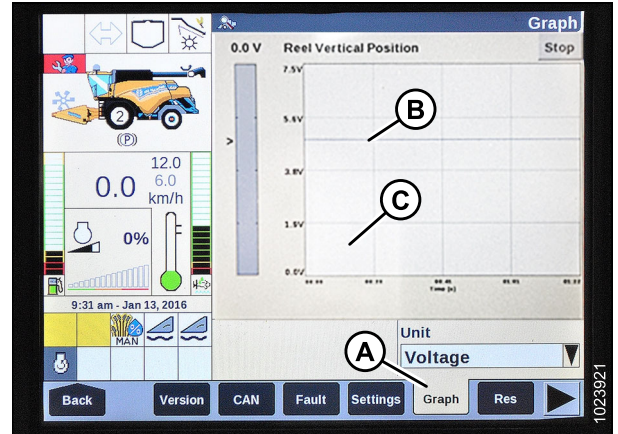 Graph
0.0 V Reel Vertical Position Stop
7.5V
B
5.6V
V
2
(P)
3.8V
12.0
0.0 6.0
km/h
C
0%
1.5V
0.0V
Time [s]
9:31 am - Jan 13, 2016
MAN
Unit
A
Voltage
Back Version CAN Fault Settings Graph Res
1023921